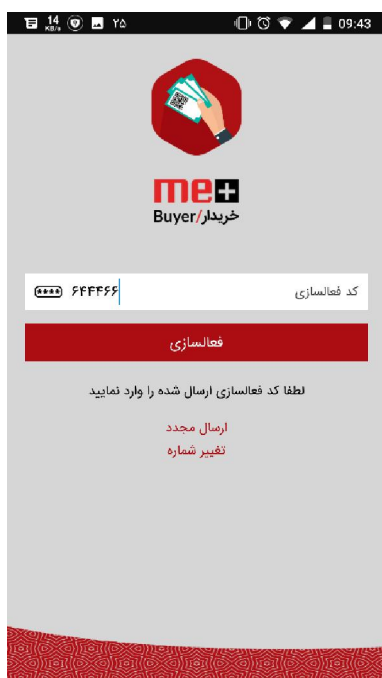 14 KB/s ۲۵ 09:43
me+
خریدار/Buyer
کد فعالسازی ۶۴۴۴۶۶
فعالسازی
لطفا کد فعالسازی ارسال شده را وارد نمایید
ارسال مجدد
تغییر شماره